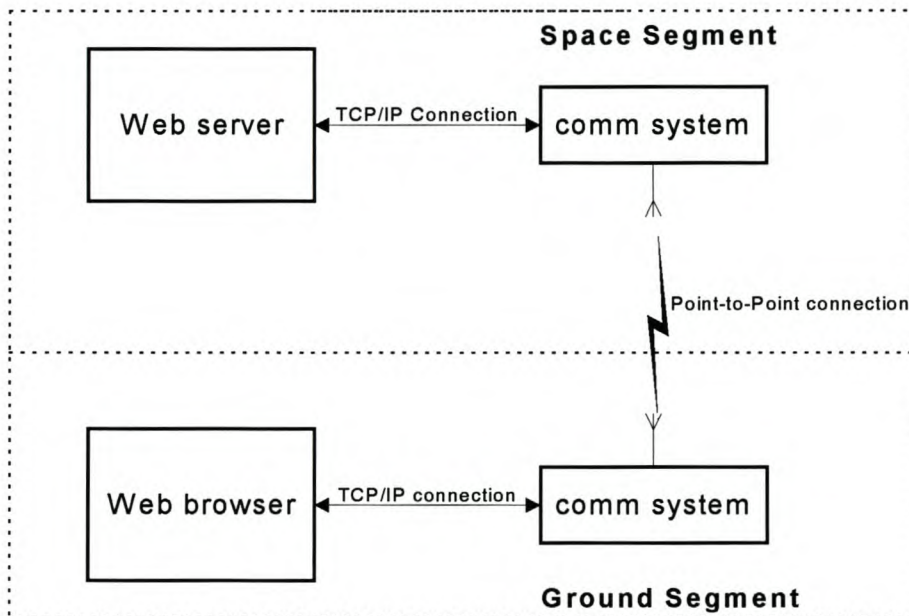 Space Segment
Web server
TCP/IP Connection
comm system
Point-to-Point connection
Web browser
TCP/IP connection
comm system
Ground Segment